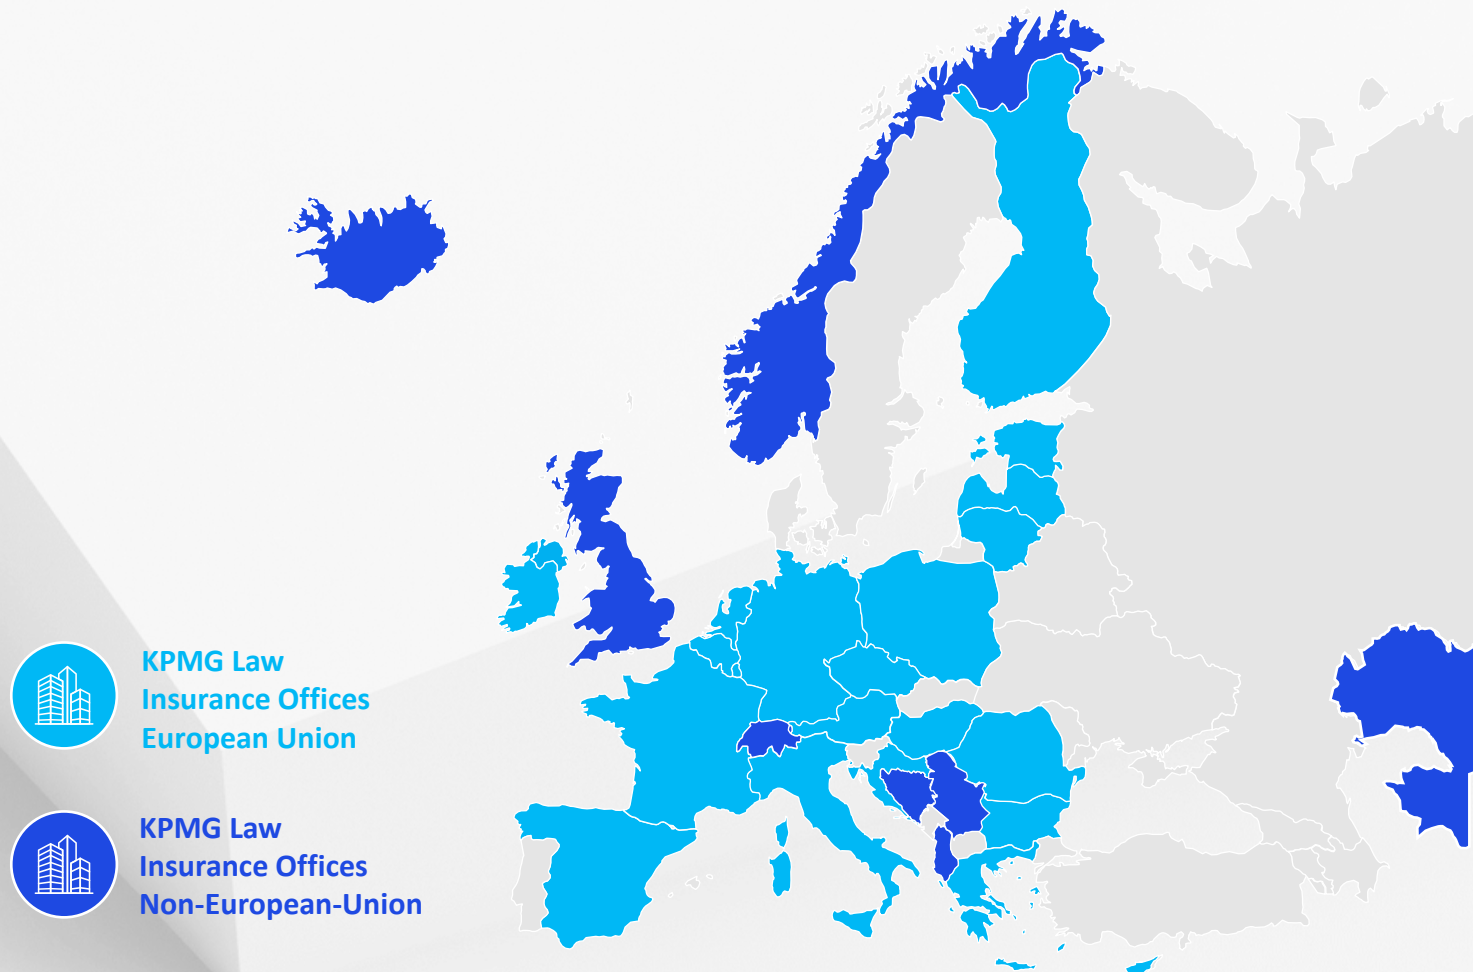 KPMG Law
Insurance Offices
European Union
KPMG Law
Insurance Offices
Non-European-Union